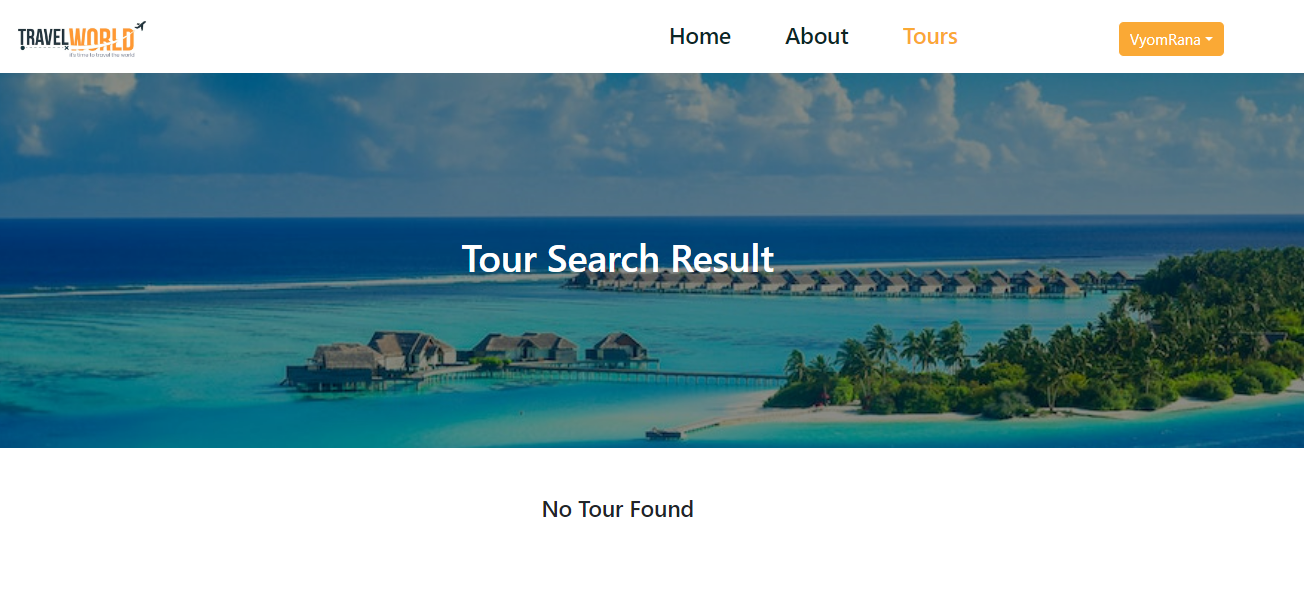 TRAVELWORLD
it's time to travel the world
Home
About
Tours
VyomRana
Tour Search Result
No Tour Found